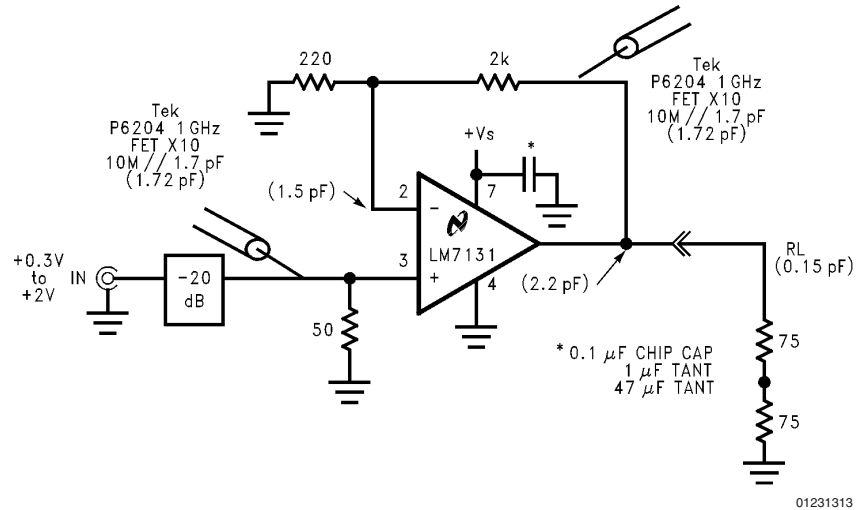 220
2k
Tek
P6204 1 GHz
FET X10
10M // 1.7 pF
(1.72 pF)
Tek
P6204 1 GHz
FET X10
10M // 1.7 pF
(1.72 pF)
+Vs
*
(1.5 pF)
2
7
-
LM7131
3
+
4
+0.3V
to
+2V
IN
-20
dB
50
(2.2 pF)
RL
(0.15 pF)
75
75
* 0.1 μF CHIP CAP
1 μF TANT
47 μF TANT
01231313